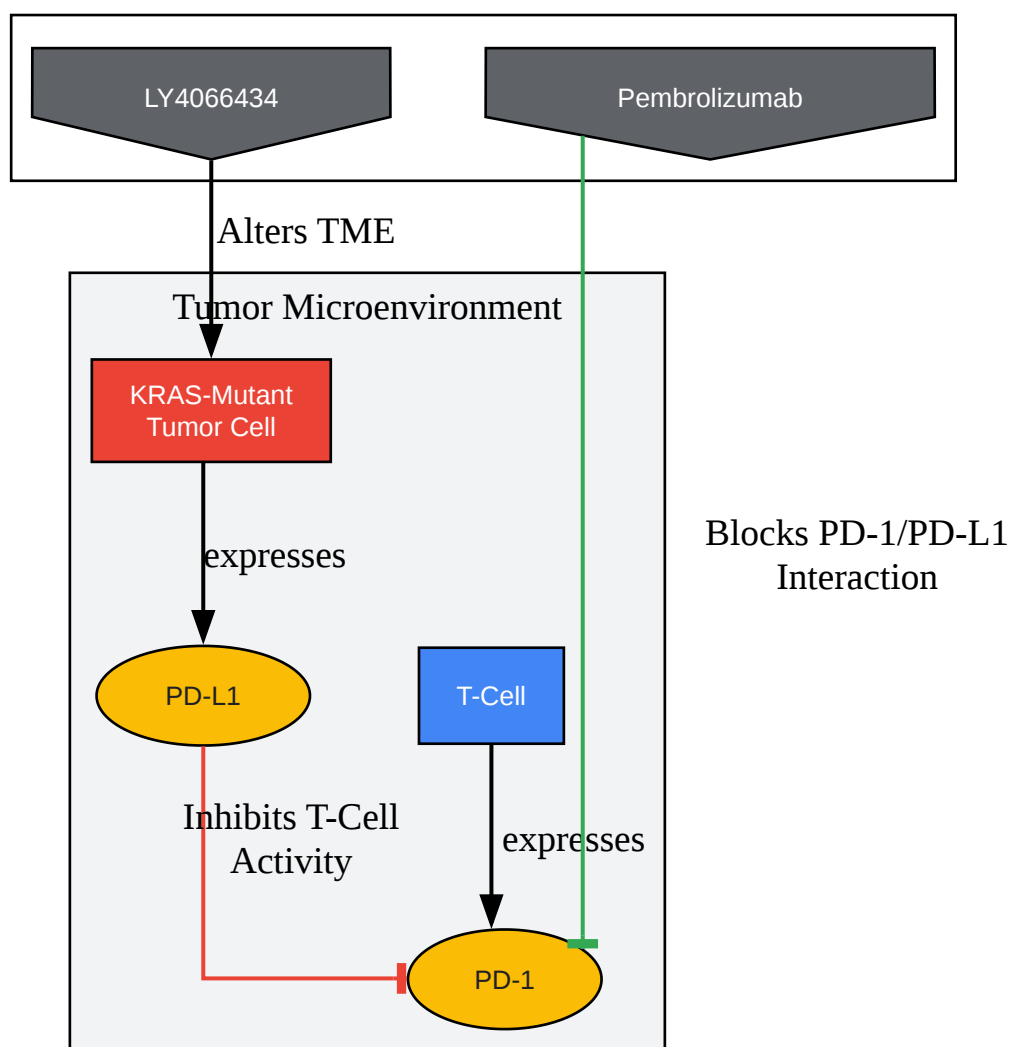 LY4066434
Pembrolizumab
Alters TME
Tumor Microenvironment
KRAS-Mutant
Tumor Cell
Blocks PD-1/PD-L1
Interaction
expresses
PD-L1
T-Cell
Inhibits T-Cell
Activity
expresses
PD-1